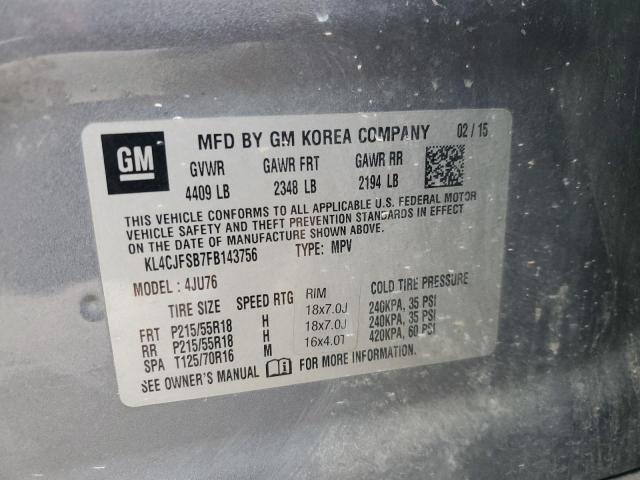 GM
MFD BY GM KOREA COMPANY 02 / 15
GVWR GAWR FRT GAWR RR
4409 LB 2348 LB 2194 LB
THIS VEHICLE CONFORMS TO ALL APPLICABLE U.S. FEDERAL MOTOR
VEHICLE SAFETY AND THEFT PREVENTION STANDARDS IN EFFECT
ON THE DATE OF MANUFACTURE SHOWN ABOVE.
KL4CJFSB7FB143756 TYPE: MPV
MODEL : 4JU76
TIRE SIZE SPEED RTG RIM COLD TIRE PRESSURE
FRT P215/55R18 H 18x7.0J 240KPA, 35 PSI
RR P215/55R18 H 18x7.0J 240KPA, 35 PSI
SPA T125/70R16 M 16x4.0T 420KPA, 60 PSI
SEE OWNER'S MANUAL FOR MORE INFORMATION.